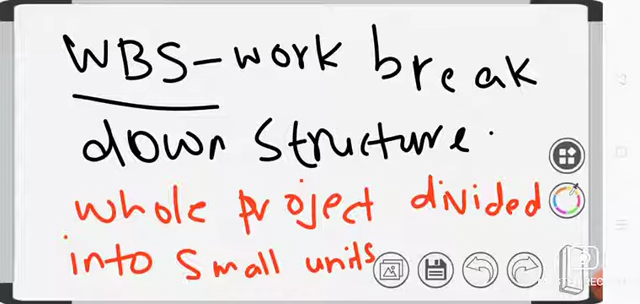 WBS - work break
down structure.
whole project divided
into small units